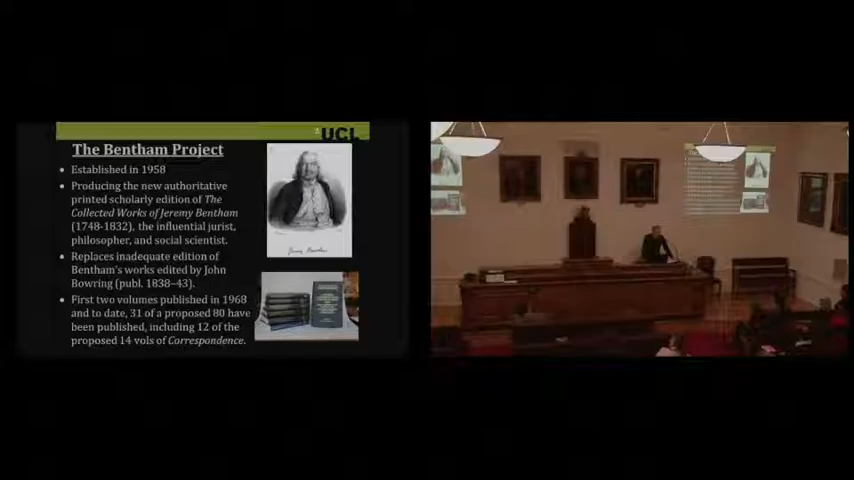 UCL
The Bentham Project
• Established in 1958
• Producing the new authoritative
printed scholarly edition of The
Collected Works of Jeremy Bentham
(1748-1832), the influential jurist,
philosopher, and social scientist.
• Replaces inadequate edition of
Bentham's works edited by John
Bowring (publ. 1838–43).
• First two volumes published in 1968
and to date, 31 of a proposed 80 have
been published, including 12 of the
proposed 14 vols of Correspondence.